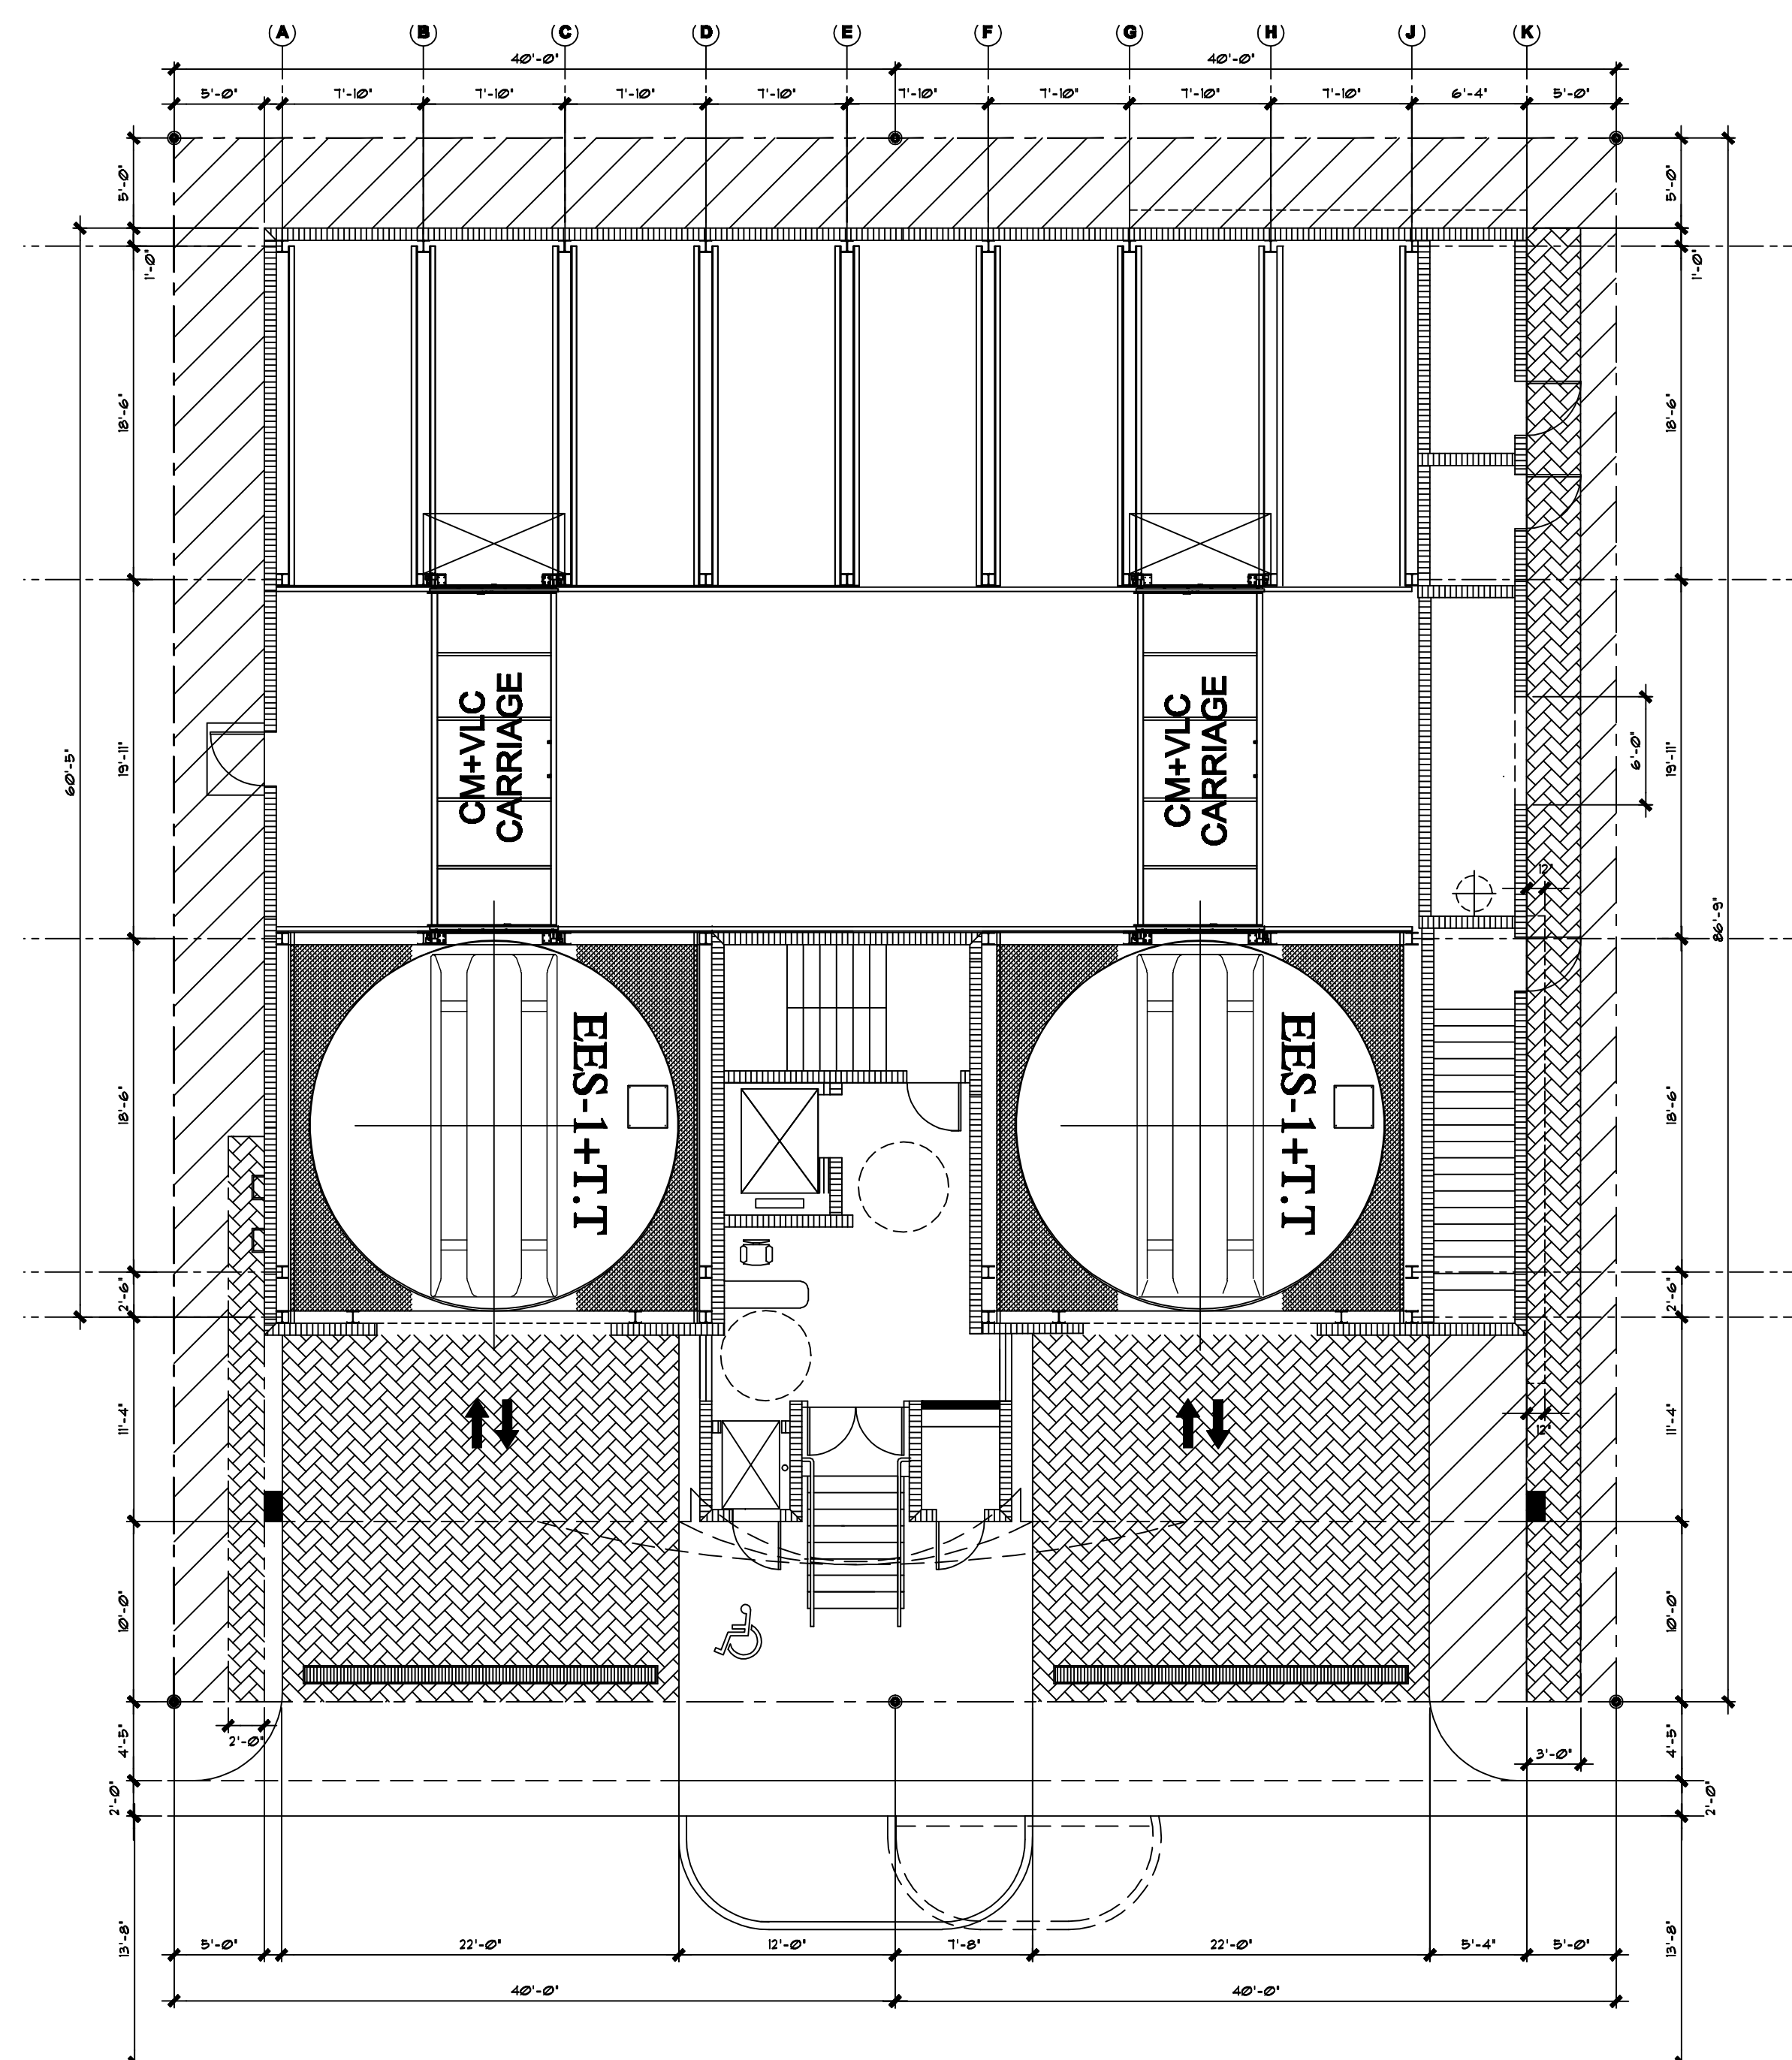 A B C D E F G H J K
40'-0" 40'-0"
5'-0" 7'-10" 7'-10" 7'-10" 7'-10" 7'-10" 7'-10" 7'-10" 7'-10" 6'-4" 5'-0"
5'-0" 5'-0"
1'-0" 1'-0"
18'-6" 18'-6"
60'-5" 19'-11" 6'-0" 19'-11"
CM+VLC
CARRIAGE
CM+VLC
CARRIAGE
12"
86'-9"
EES-1+T.T
EES-1+T.T
18'-6" 18'-6"
2'-6" 2'-6"
11'-4" 11'-4"
12"
10'-0" 10'-0"
4'-5" 2'-0" 3'-0" 4'-5"
2'-0" 2'-0"
13'-8" 13'-8"
5'-0" 22'-0" 12'-0" 7'-8" 22'-0" 5'-4" 5'-0"
40'-0" 40'-0"